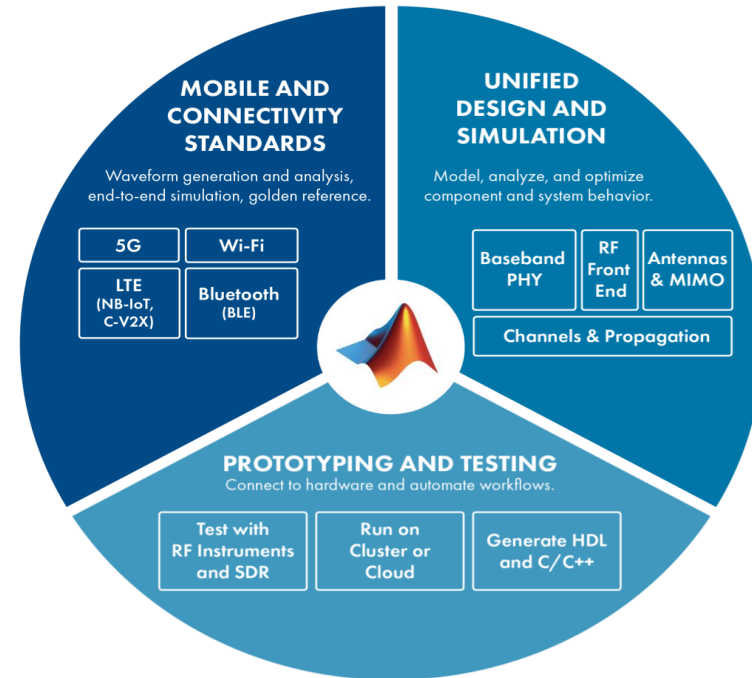 MOBILE AND
CONNECTIVITY
STANDARDS
Waveform generation and analysis,
end-to-end simulation, golden reference.
5G
Wi-Fi
LTE
(NB-IoT,
C-V2X)
Bluetooth
(BLE)
UNIFIED
DESIGN AND
SIMULATION
Model, analyze, and optimize
component and system behavior.
Baseband
PHY
RF
Front
End
Antennas
& MIMO
Channels & Propagation
PROTOTYPING AND TESTING
Connect to hardware and automate workflows.
Test with
RF Instruments
and SDR
Run on
Cluster or
Cloud
Generate HDL
and C/C++